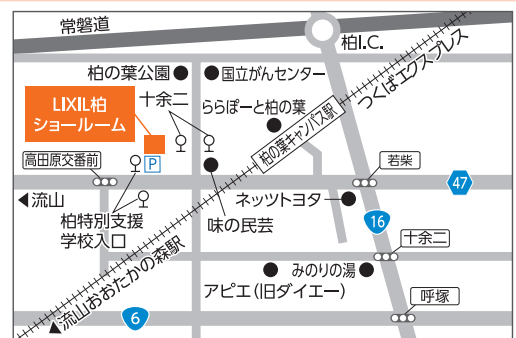 常磐道
柏I.C.
柏の葉公園
国立がんセンター
つくばエクスプレス
LIXIL柏
ショールーム
十余二
ららぽーと柏の葉
柏の葉キャンパス駅
高田原交番前
P
若柴
47
流山
柏特別支援
学校入口
味の民芸
ネッツトヨタ
16
十余二
流山おおたかの森駅
みのりの湯
アピエ(旧ダイエー)
呼塚
6